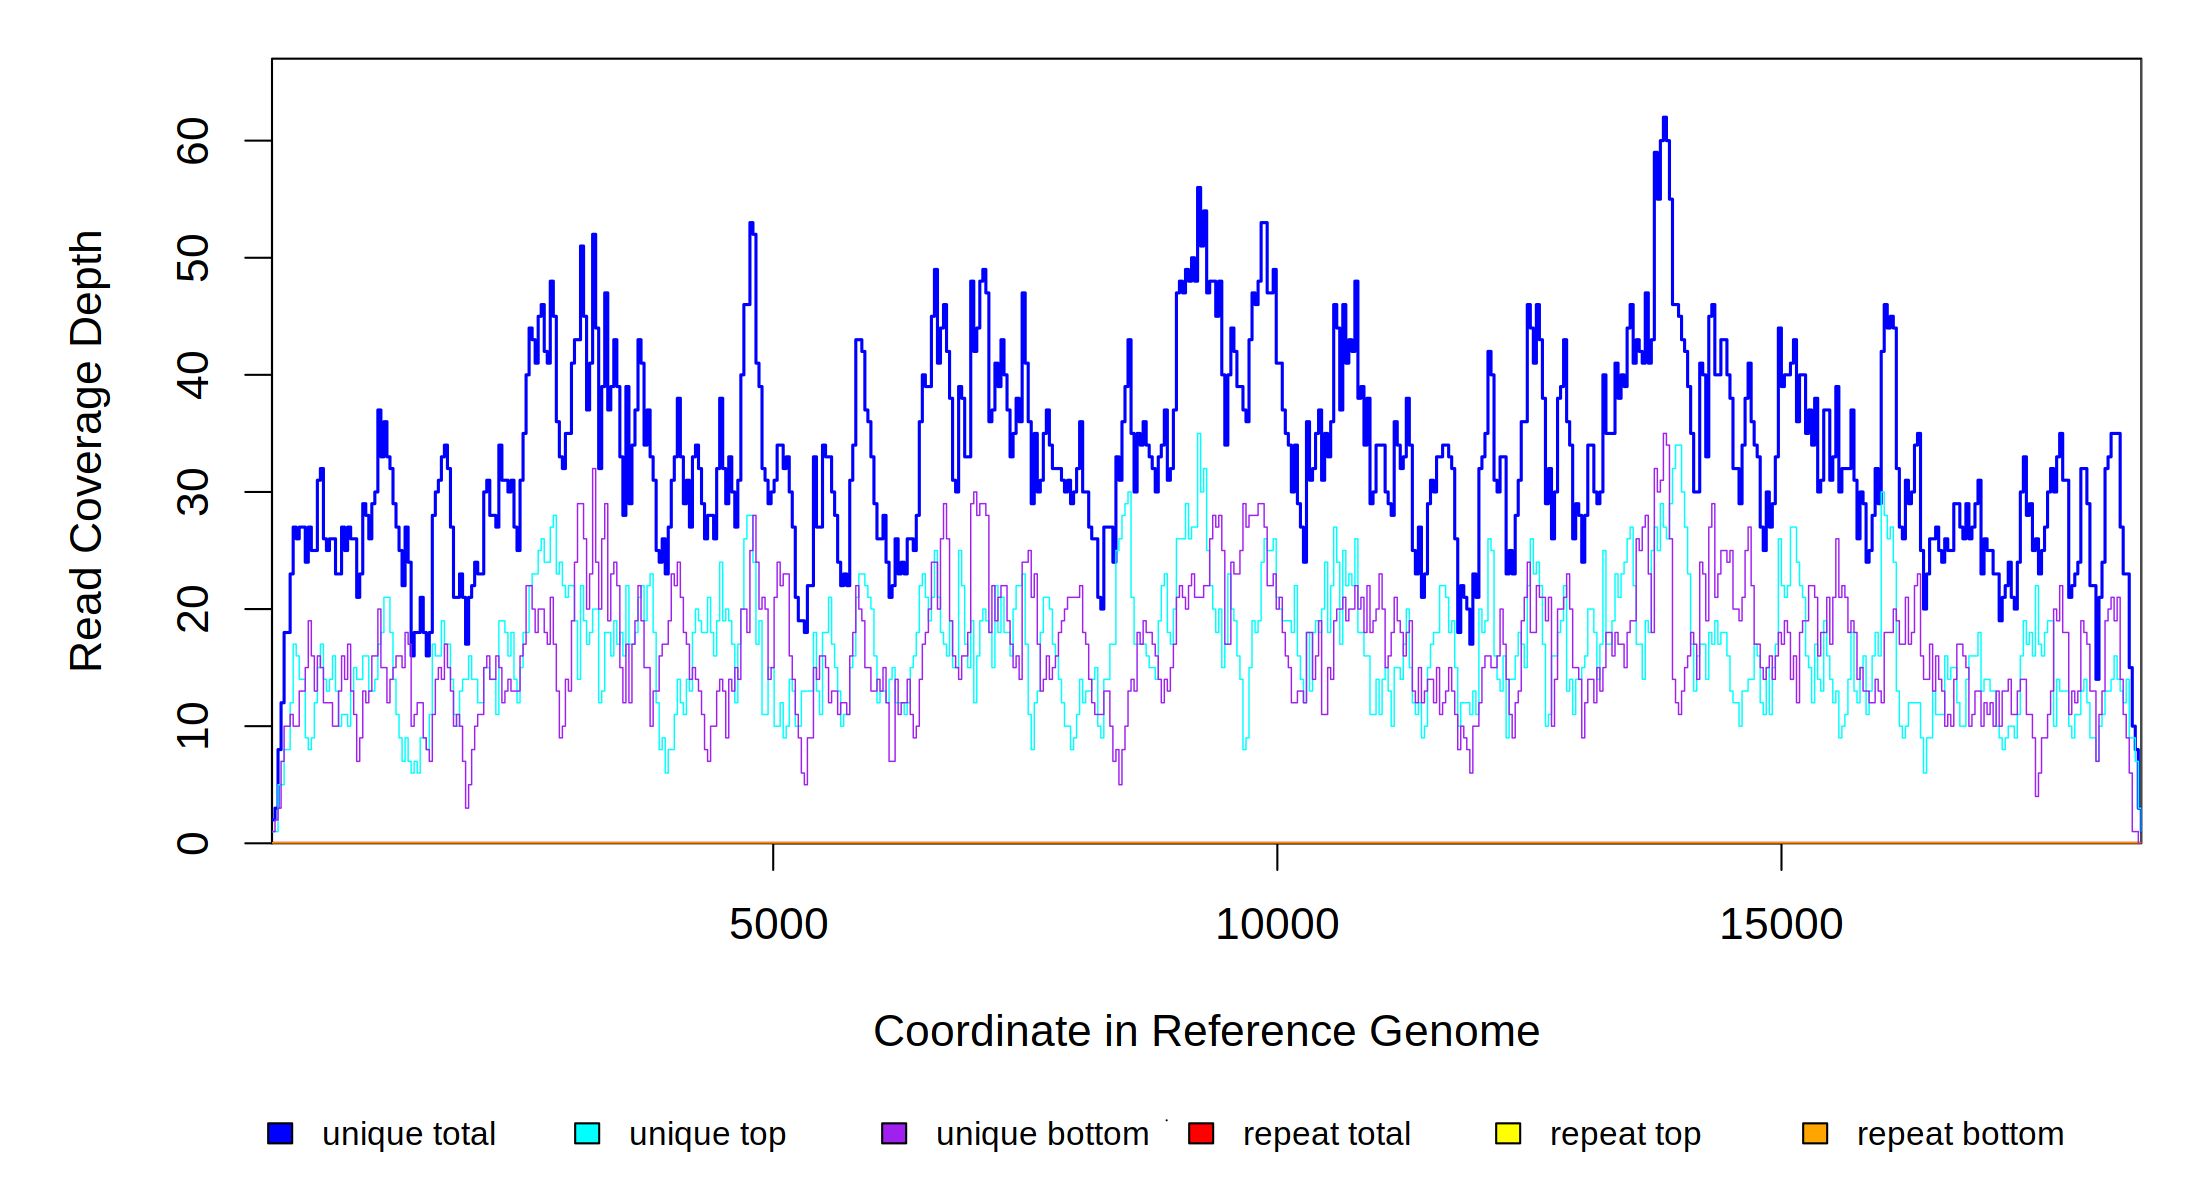 Read Coverage Depth
60
50
40
30
20
10
0
5000 10000 15000
Coordinate in Reference Genome
unique total unique top unique bottom repeat total repeat top repeat bottom